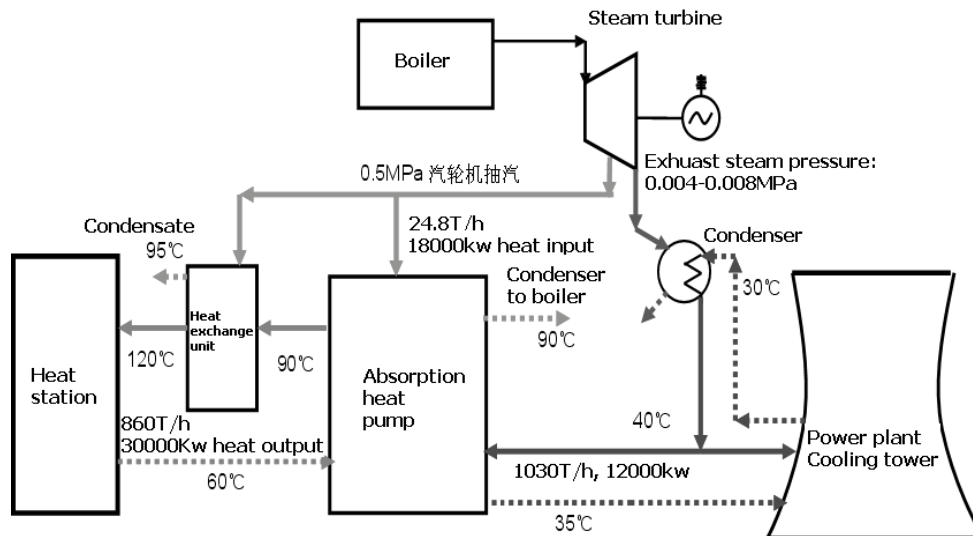 Steam turbine
Boiler
Exhuast steam pressure:
0.004-0.008MPa
0.5MPa 汽轮机抽汽
24.8T/h
18000kw heat input
Condensate
95℃
Condenser
30℃
Condenser
to boiler
90℃
Heat
exchange
unit
120℃
90℃
Heat
station
Absorption
heat
pump
860T/h
30000Kw heat output
60℃
40℃
Power plant
Cooling tower
1030T/h, 12000kw
35℃